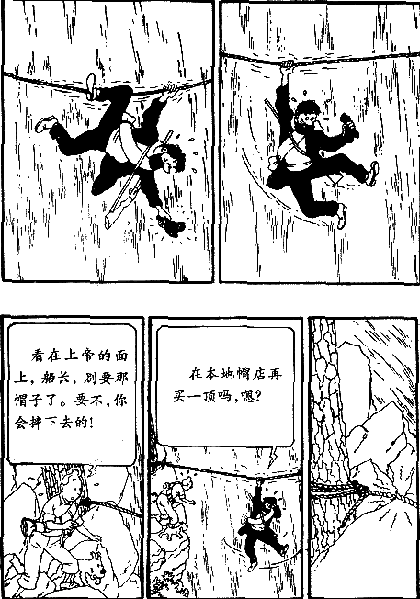 看在上帝的面
上，船长，别要那
帽子了。要不，你
会摔下去的！
在本地帽店再
买一顶吗，嗯？